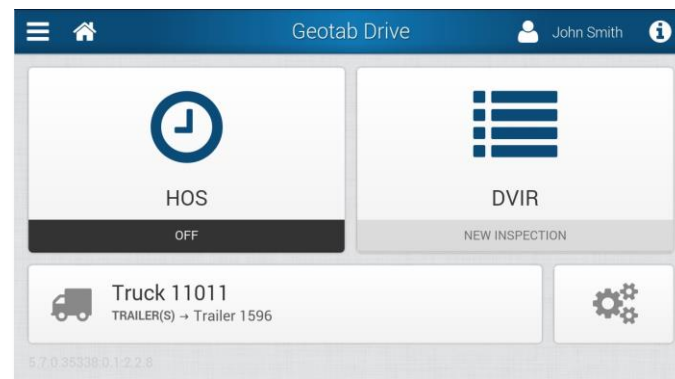 Geotab Drive
John Smith
HOS
OFF
DVIR
NEW INSPECTION
Truck 11011
TRAILER(S) → Trailer 1596
5.7.0.35338.0.1:2.2.8